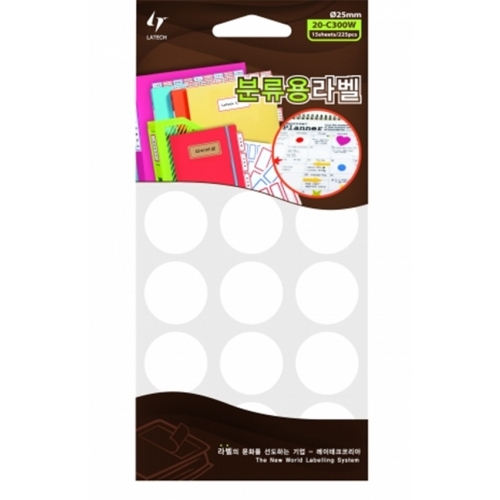 LATECH
Ø25mm
20-C300W
15sheets/225pcs
분류용라벨
Planner
라벨의 문화를 선도하는 기업 - 레이테크코리아
The New World Labelling System